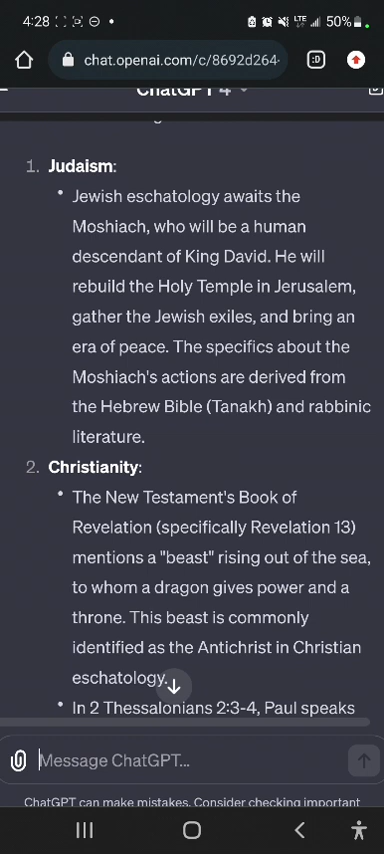 4:28
LTE
50%
chat.openai.com/c/8692d264-
:D
ChatGPT 4
1. Judaism:
• Jewish eschatology awaits the
Moshiach, who will be a human
descendant of King David. He will
rebuild the Holy Temple in Jerusalem,
gather the Jewish exiles, and bring an
era of peace. The specifics about the
Moshiach's actions are derived from
the Hebrew Bible (Tanakh) and rabbinic
literature.
2. Christianity:
• The New Testament's Book of
Revelation (specifically Revelation 13)
mentions a "beast" rising out of the sea,
to whom a dragon gives power and a
throne. This beast is commonly
identified as the Antichrist in Christian
eschatology.
• In 2 Thessalonians 2:3-4, Paul speaks
Message ChatGPT...
ChatGPT can make mistakes. Consider checking important